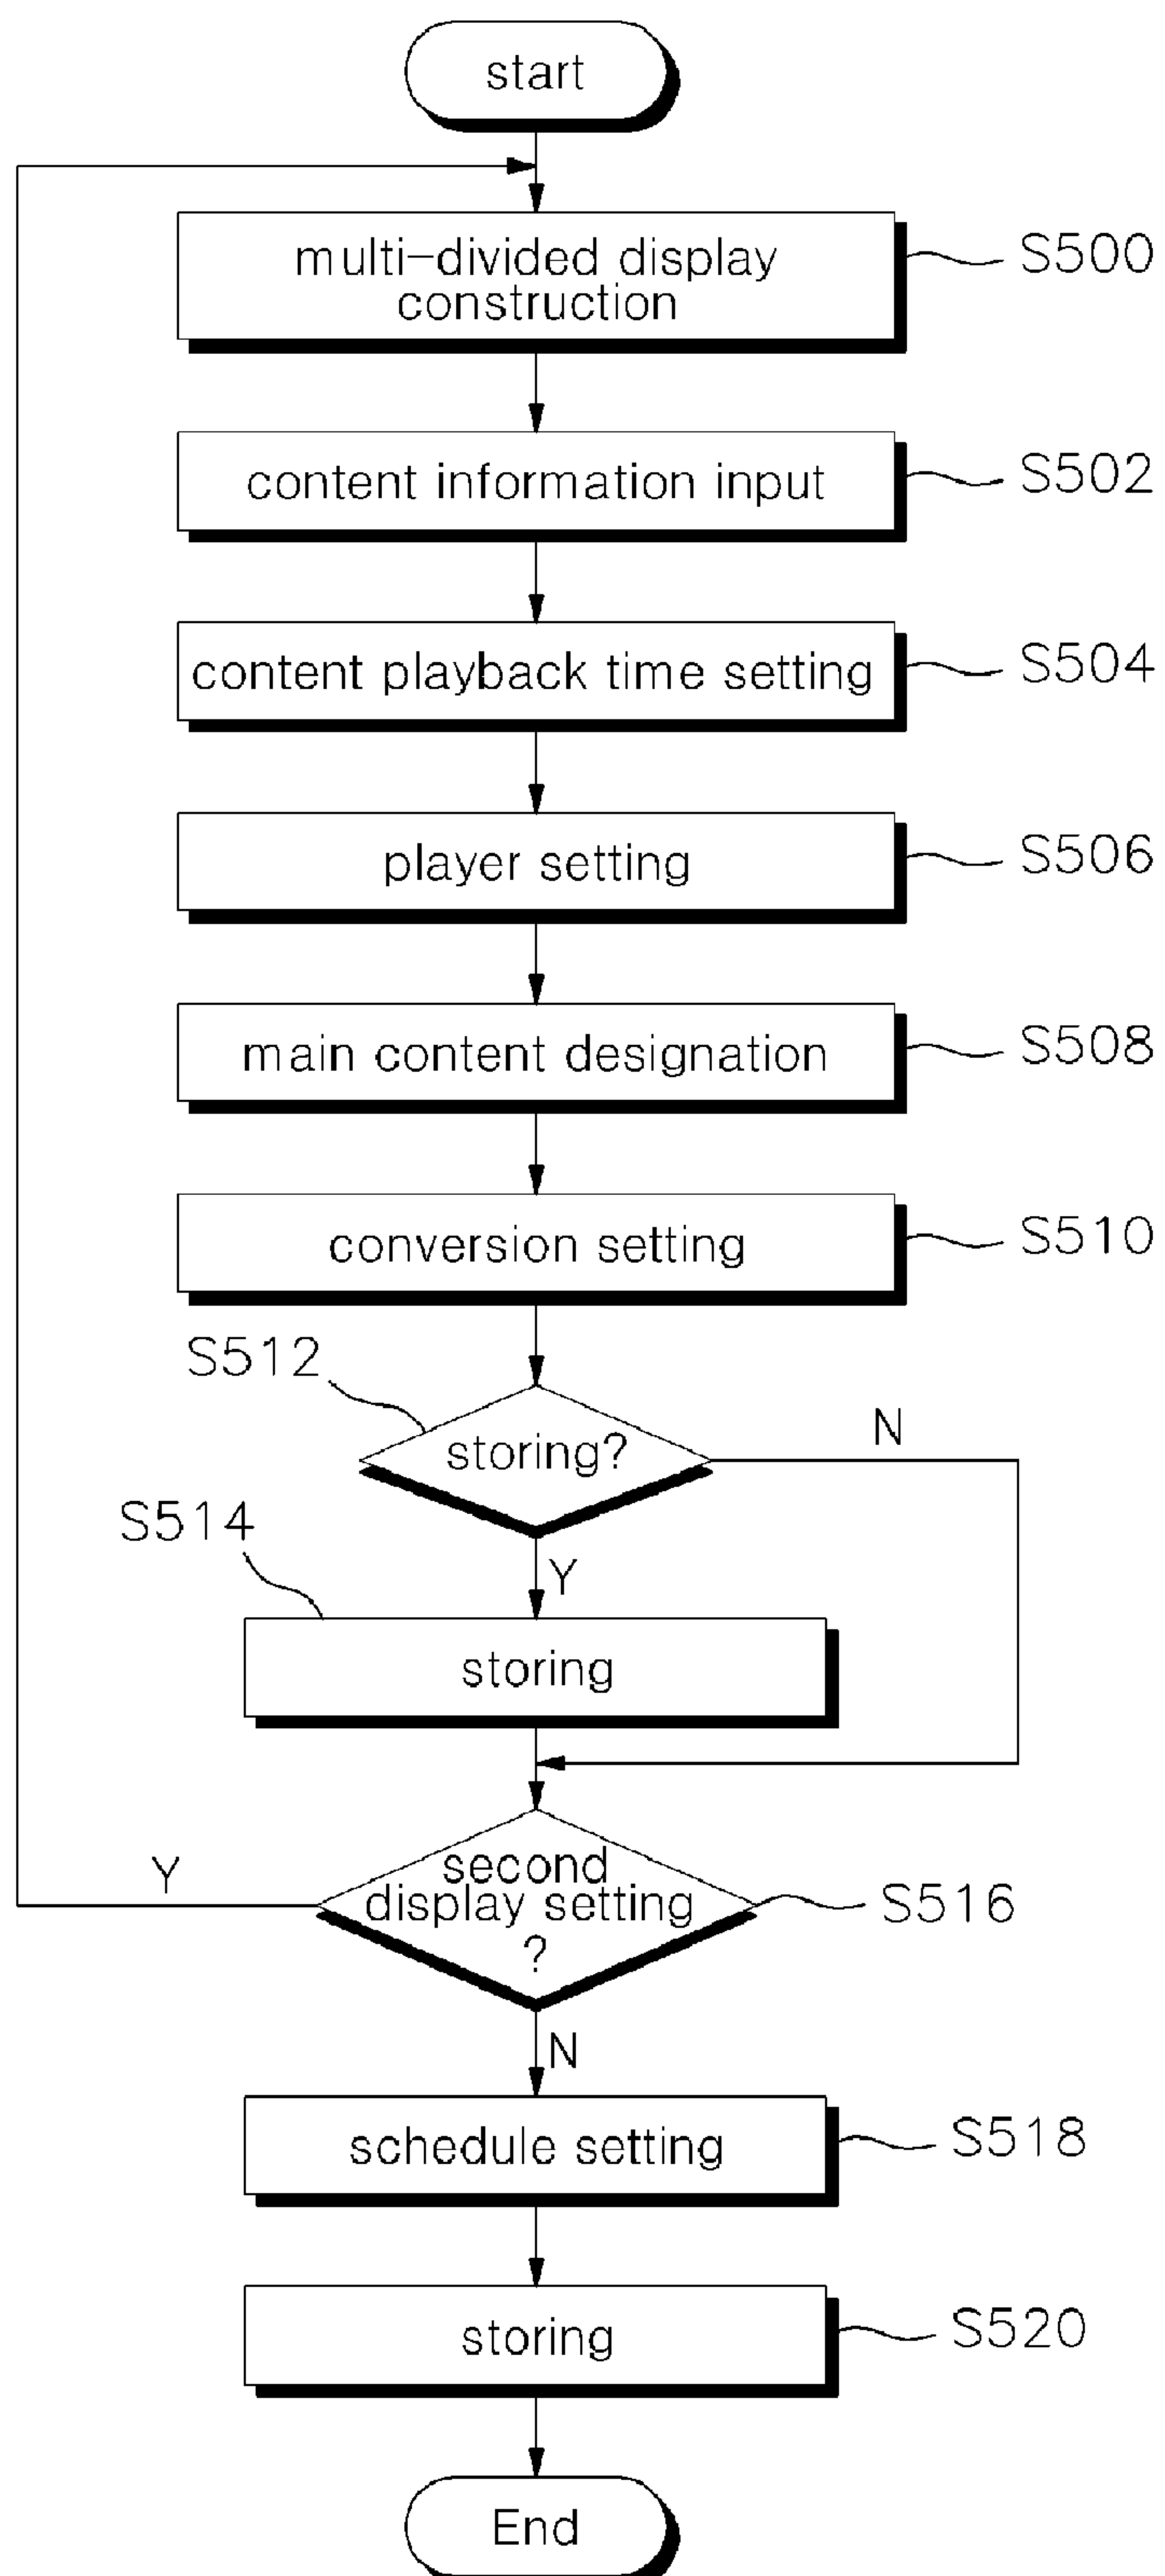 start
multi-divided display
construction
S500
content information input
S502
content playback time setting
S504
player setting
S506
main content designation
S508
conversion setting
S510
S512
storing?
N
S514
Y
storing
second
display setting
?
Y
S516
N
schedule setting
S518
storing
S520
End